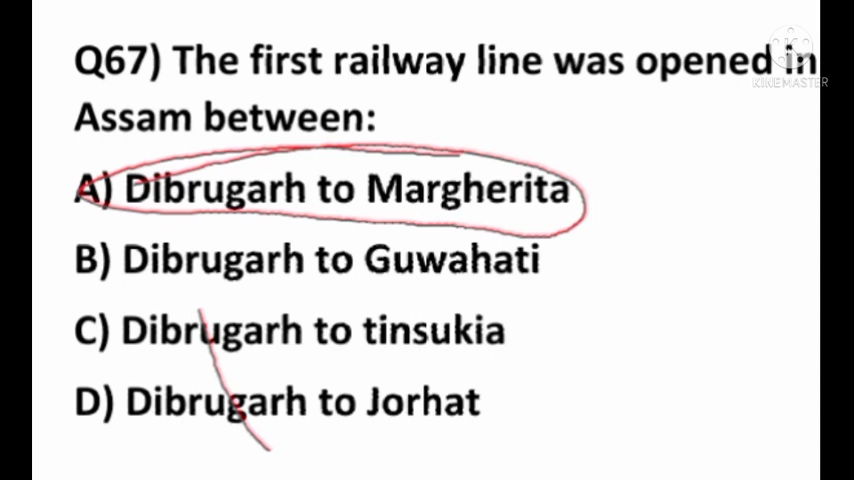 Q67) The first railway line was opened in
KINEMASTER
Assam between:
A) Dibrugarh to Margherita
B) Dibrugarh to Guwahati
C) Dibrugarh to tinsukia
D) Dibrugarh to Jorhat